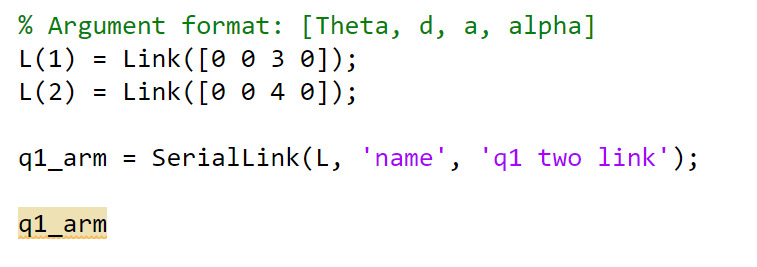 % Argument format: [Theta, d, a, alpha]
L(1) = Link([0 0 3 0]);
L(2) = Link([0 0 4 0]);
q1_arm = SerialLink(L, 'name', 'q1 two link');
q1_arm